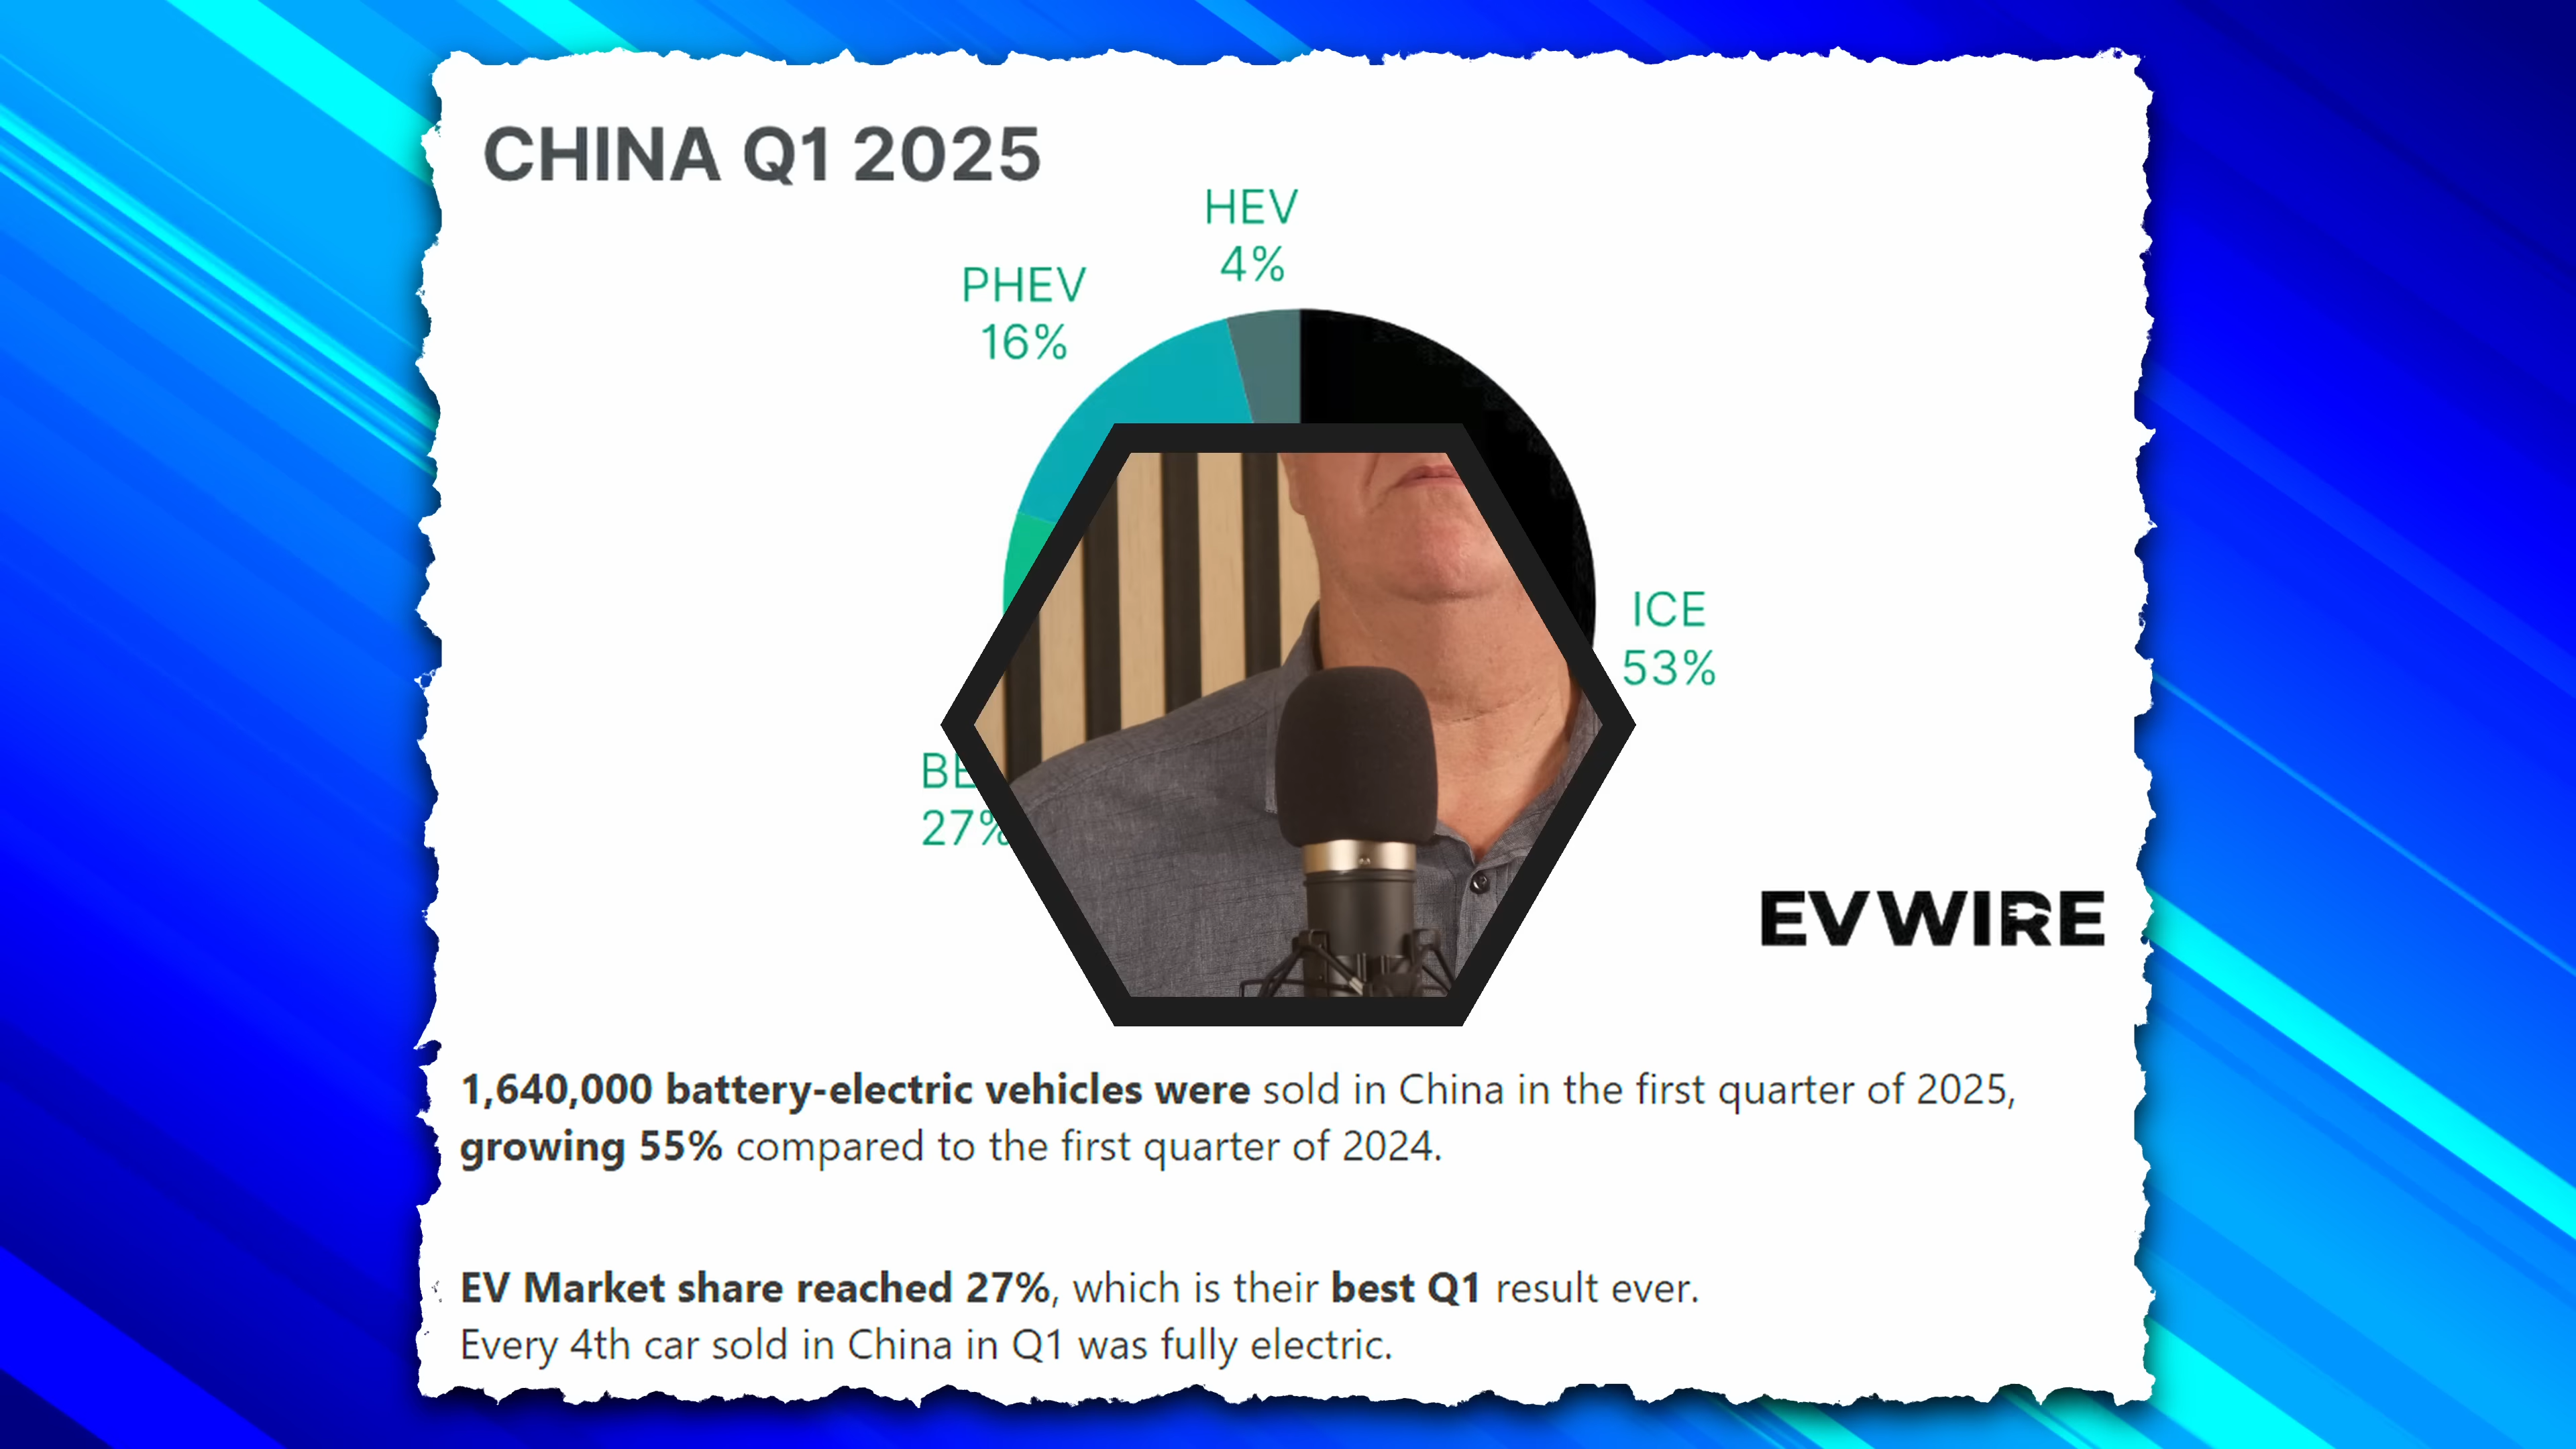 CHINA Q1 2025
HEV
4%
PHEV
16%
ICE
53%
BE
27%
EVWIRE
1,640,000 battery-electric vehicles were sold in China in the first quarter of 2025,
growing 55% compared to the first quarter of 2024.
EV Market share reached 27%, which is their best Q1 result ever.
Every 4th car sold in China in Q1 was fully electric.